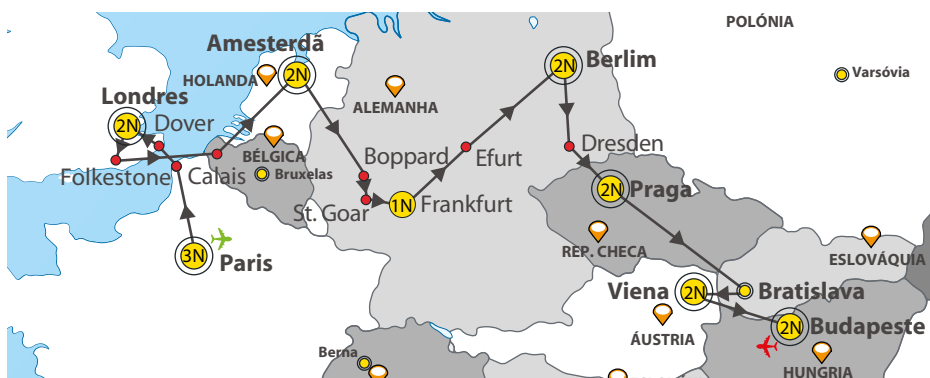 POLÓNIA
Amesterdã
Berlim
2N
2N
HOLANDA
Varsóvia
Londres
ALEMANHA
2N
Dover
BÉLGICA
Boppard
Efurt
Dresden
Folkestone
Calais
Bruxelas
2N
Praga
St. Goar
1N
Frankfurt
3N
Paris
REP. CHECA
ESLOVÁQUIA
Viena
2N
Bratislava
2N
Budapeste
ÁUSTRIA
Berna
HUNGRIA